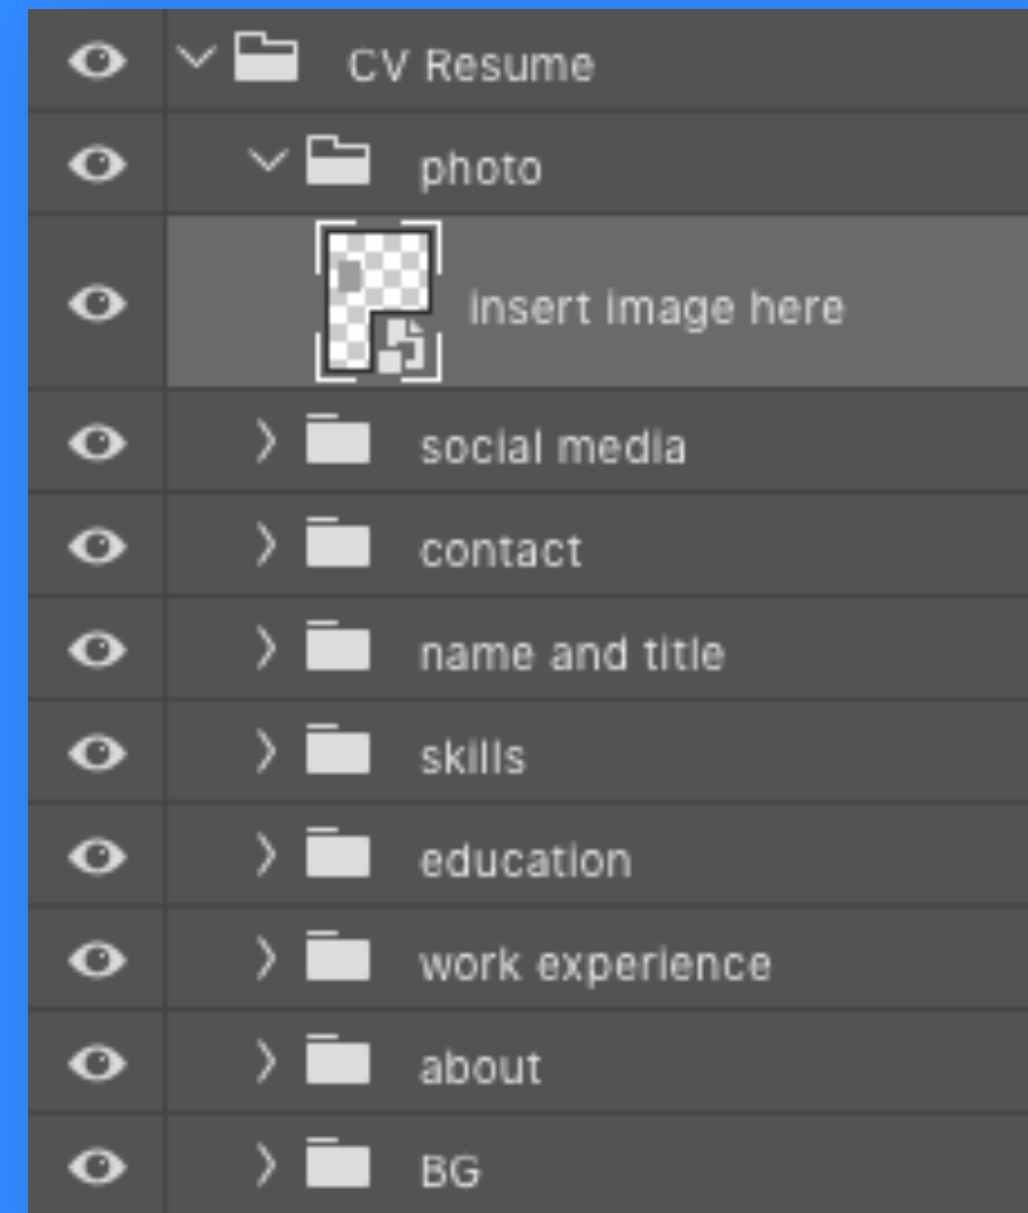 CV Resume
photo
insert image here
social media
contact
name and title
skills
education
work experience
about
BG